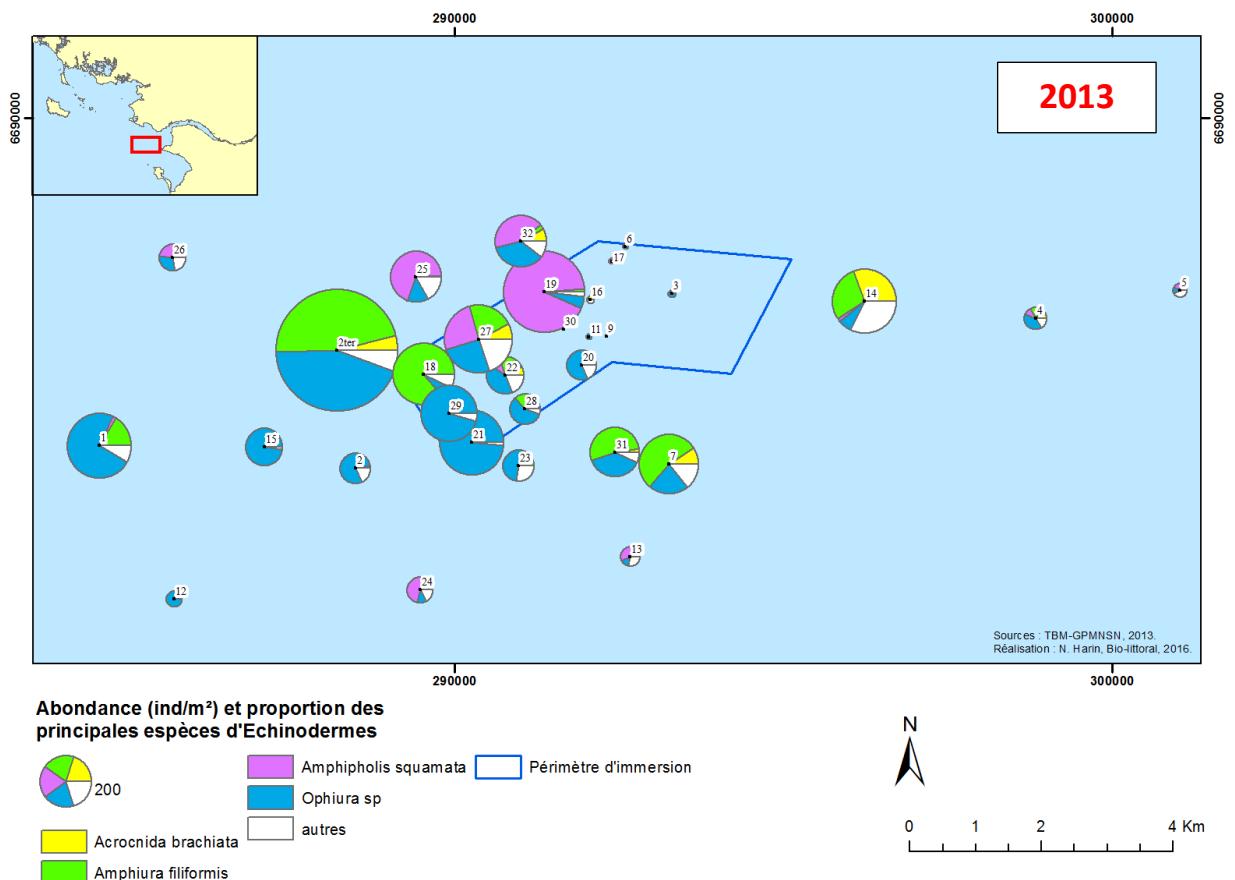 290000
300000
6690000
6690000
2013
6
17
32
26
25
19
16
3
5
14
4
30
27
11
9
2ter
18
22
20
29
28
1
15
21
31
2
23
7
13
24
12
Sources : TBM-GPMNSN, 2013.
Réalisation : N. Harin, Bio-littoral, 2016.
290000
300000
Abondance (ind/m²) et proportion des
principales espèces d'Echinodermes
200
Acrocnida brachiata
Amphiura filiformis
Amphipholis squamata
Ophiura sp
autres
Périmètre d'immersion
N
0 1 2 4 Km